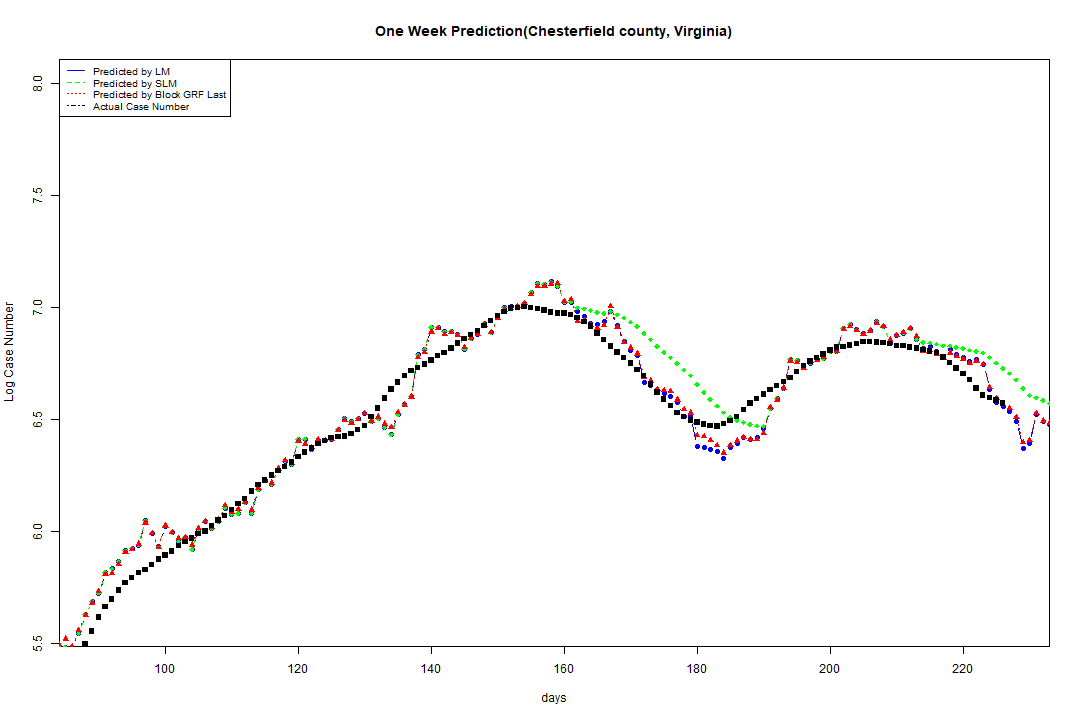 One Week Prediction(Chesterfield county, Virginia)
Predicted by LM
Predicted by SLM
Predicted by Block GRF Last
Actual Case Number
Log Case Number
8.0
7.5
7.0
6.5
6.0
5.5
100 120 140 160 180 200 220
days